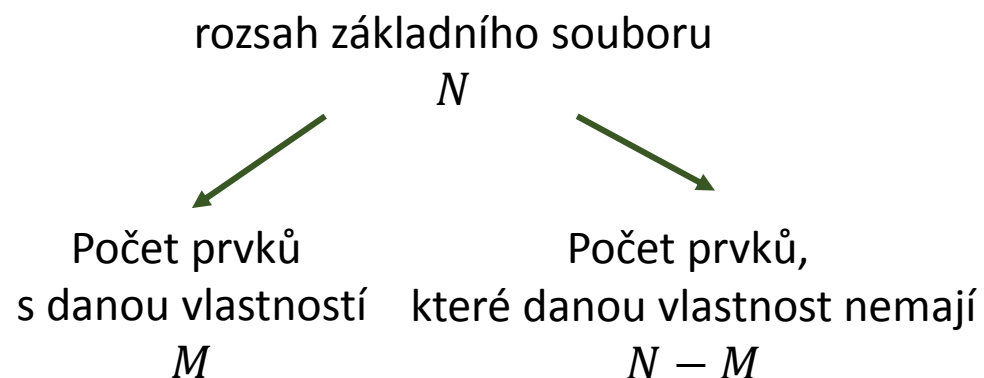 rozsah základního souboru
N
Počet prvků
s danou vlastností
M
Počet prvků,
které danou vlastnost nemají
N − M